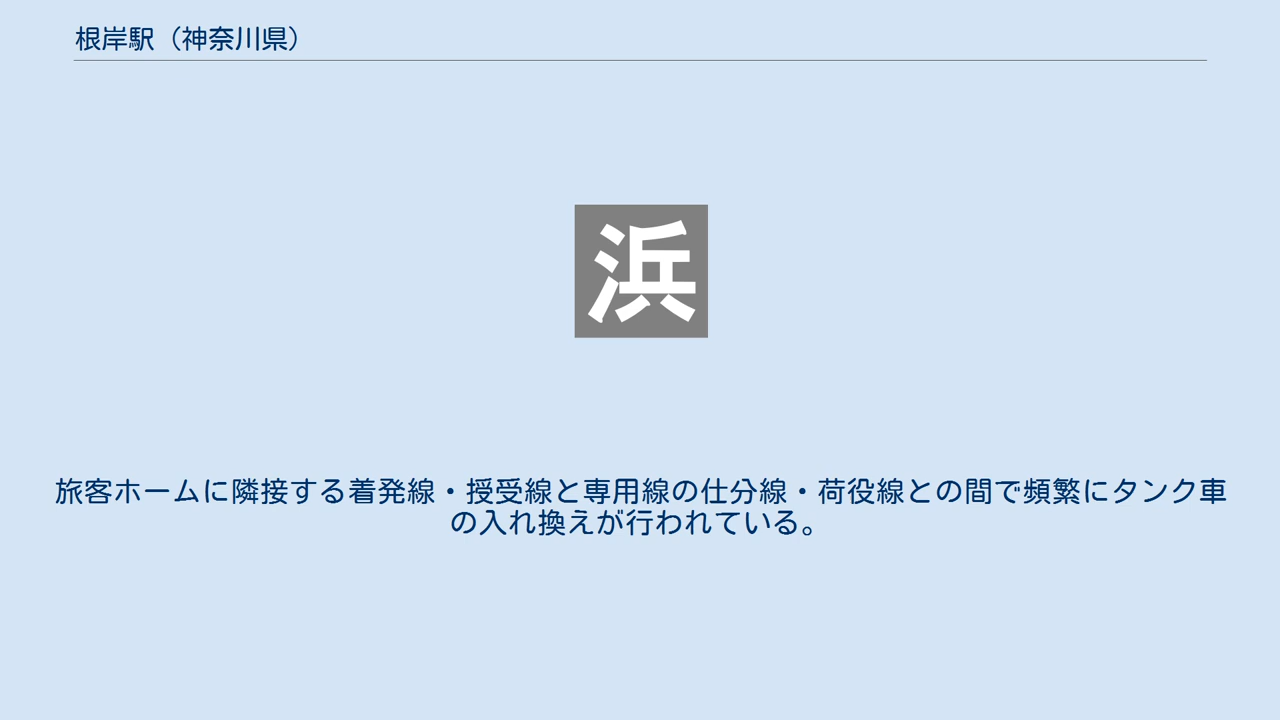 根岸駅（神奈川県）
浜
旅客ホームに隣接する着発線・授受線と専用線の仕分線・荷役線との間で頻繁にタンク車
の入れ換えが行われている。